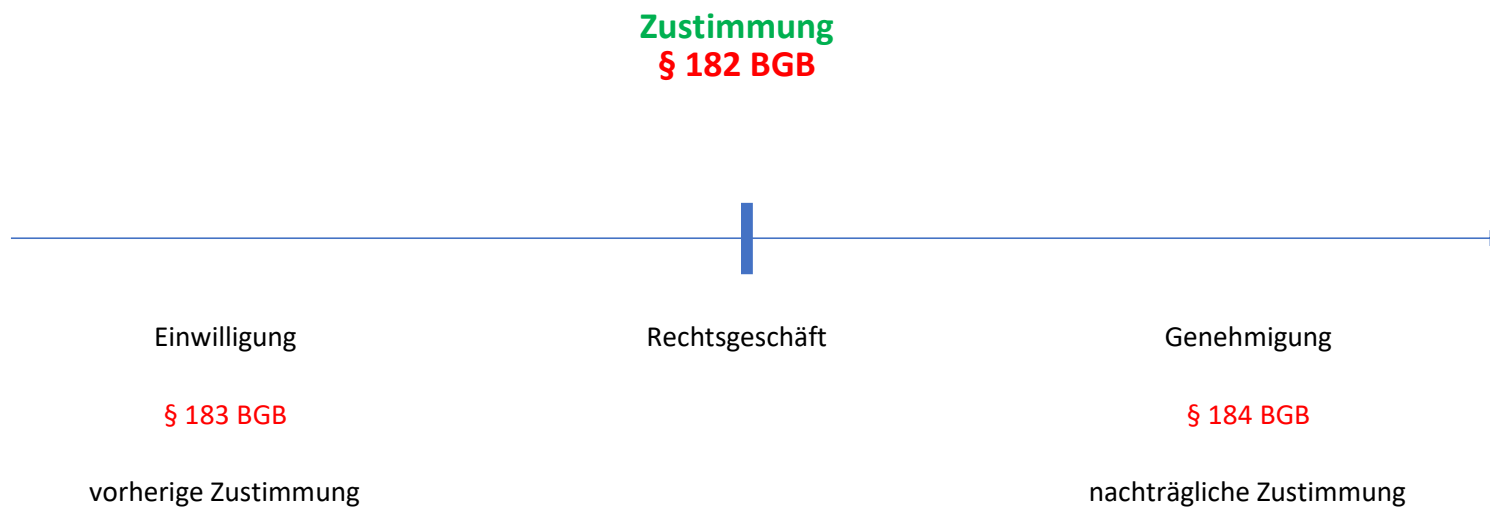 Zustimmung
§ 182 BGB
Einwilligung
Rechtsgeschäft
Genehmigung
§ 183 BGB
§ 184 BGB
vorherige Zustimmung
nachträgliche Zustimmung